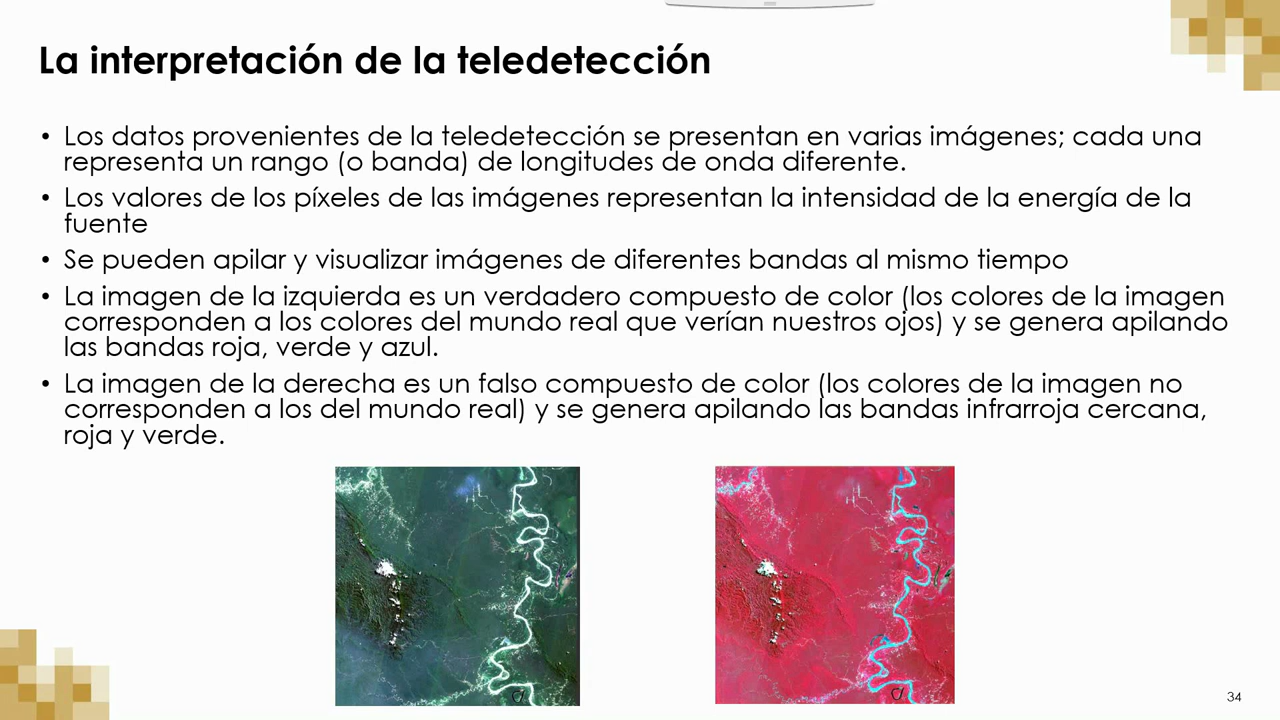 La interpretación de la teledetección
• Los datos provenientes de la teledetección se presentan en varias imágenes; cada una
representa un rango (o banda) de longitudes de onda diferente.
• Los valores de los píxeles de las imágenes representan la intensidad de la energía de la
fuente
• Se pueden apilar y visualizar imágenes de diferentes bandas al mismo tiempo
• La imagen de la izquierda es un verdadero compuesto de color (los colores de la imagen
corresponden a los colores del mundo real que verían nuestros ojos) y se genera apilando
las bandas roja, verde y azul.
• La imagen de la derecha es un falso compuesto de color (los colores de la imagen no
corresponden a los del mundo real) y se genera apilando las bandas infrarroja cercana,
roja y verde.
34